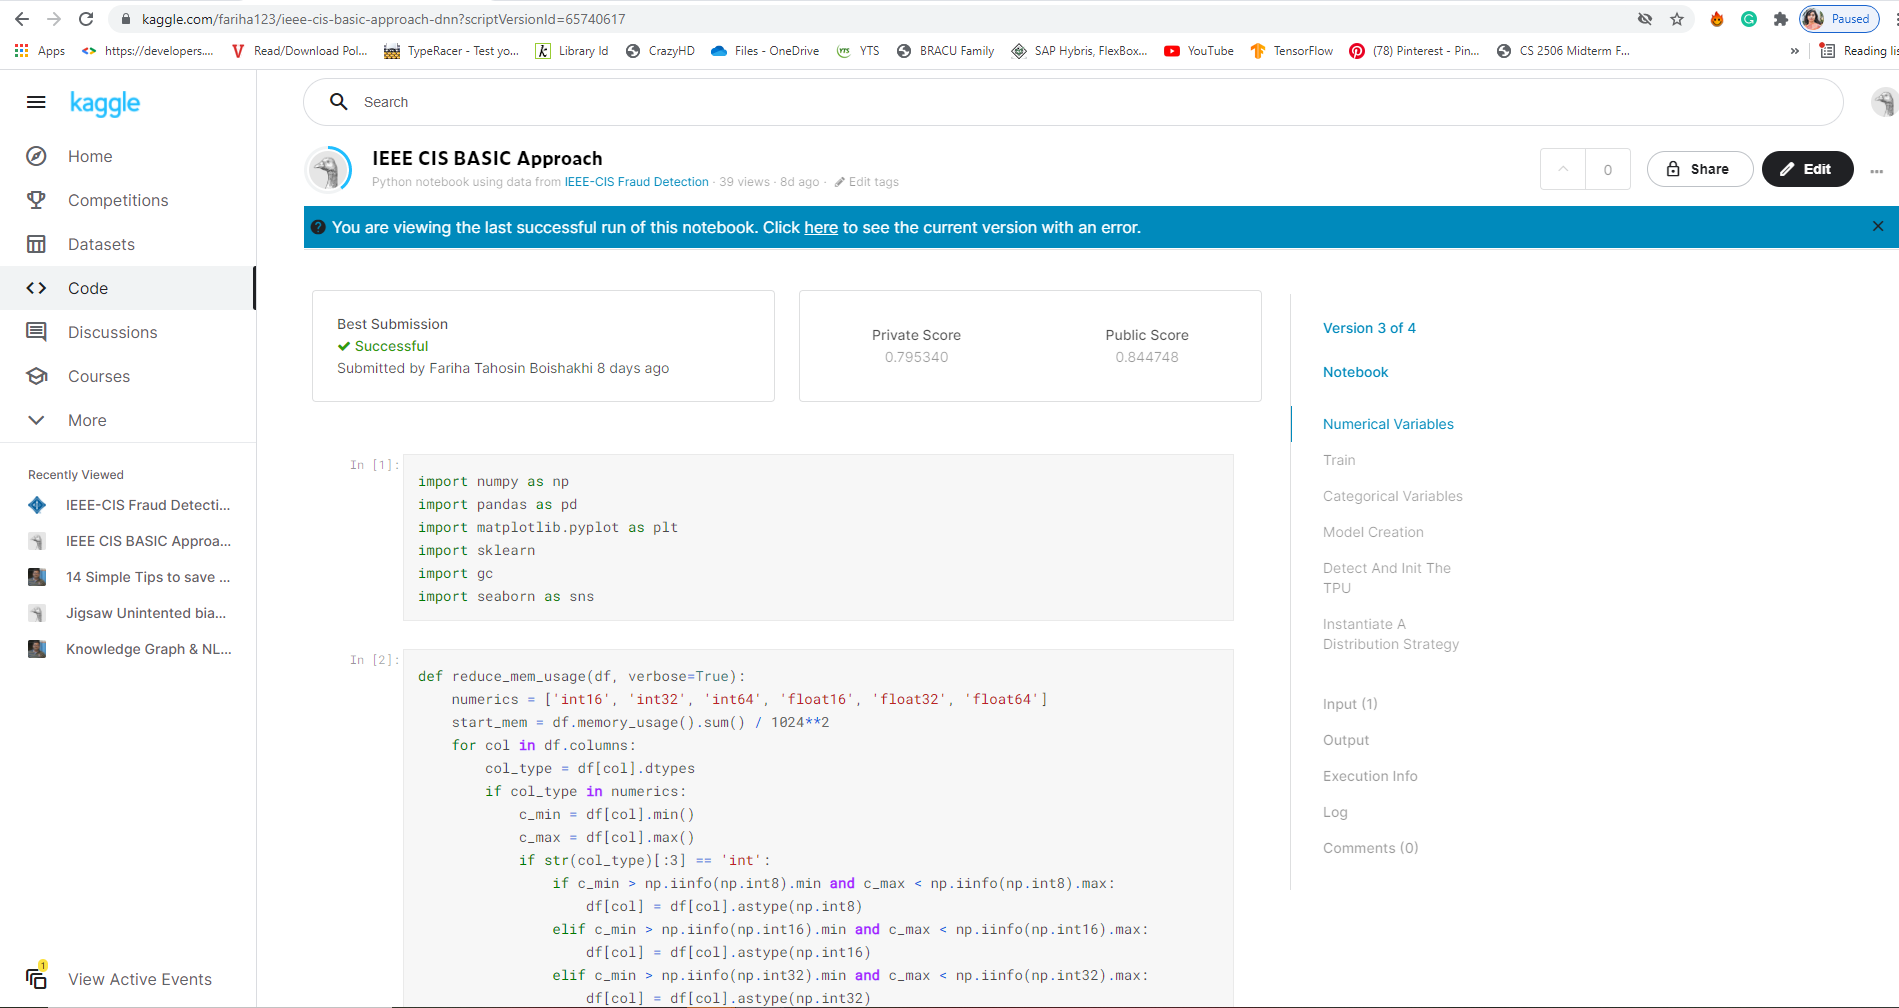 kaggle.com/fariha123/ieee-cis-basic-approach-dnn?scriptVersionId=65740617
Paused
Apps
https://developers....
Read/Download Pol...
TypeRacer - Test yo...
Library Id
CrazyHD
Files - OneDrive
YTS
BRACU Family
SAP Hybris, FlexBox...
YouTube
TensorFlow
(78) Pinterest - Pin...
CS 2506 Midterm F...
»
Reading lis
kaggle
Search
Home
Competitions
Datasets
Code
Discussions
Courses
More
Recently Viewed
IEEE-CIS Fraud Detecti...
IEEE CIS BASIC Approa...
14 Simple Tips to save ...
Jigsaw Unintented bia...
Knowledge Graph & NL...
1
View Active Events
IEEE CIS BASIC Approach
Python notebook using data from IEEE-CIS Fraud Detection · 39 views · 8d ago · Edit tags
0
Share
Edit
You are viewing the last successful run of this notebook. Click here to see the current version with an error.
Best Submission
Successful
Submitted by Fariha Tahosin Boishakhi 8 days ago
Private Score
0.795340
Public Score
0.844748
In [1]:
import numpy as np
import pandas as pd
import matplotlib.pyplot as plt
import sklearn
import gc
import seaborn as sns
In [2]:
def reduce_mem_usage(df, verbose=True):
    numerics = ['int16', 'int32', 'int64', 'float16', 'float32', 'float64']
    start_mem = df.memory_usage().sum() / 1024**2
    for col in df.columns:
        col_type = df[col].dtypes
        if col_type in numerics:
            c_min = df[col].min()
            c_max = df[col].max()
            if str(col_type)[:3] == 'int':
                if c_min > np.iinfo(np.int8).min and c_max < np.iinfo(np.int8).max:
                    df[col] = df[col].astype(np.int8)
                elif c_min > np.iinfo(np.int16).min and c_max < np.iinfo(np.int16).max:
                    df[col] = df[col].astype(np.int16)
                elif c_min > np.iinfo(np.int32).min and c_max < np.iinfo(np.int32).max:
                    df[col] = df[col].astype(np.int32)
Version 3 of 4
Notebook
Numerical Variables
Train
Categorical Variables
Model Creation
Detect And Init The
TPU
Instantiate A
Distribution Strategy
Input (1)
Output
Execution Info
Log
Comments (0)